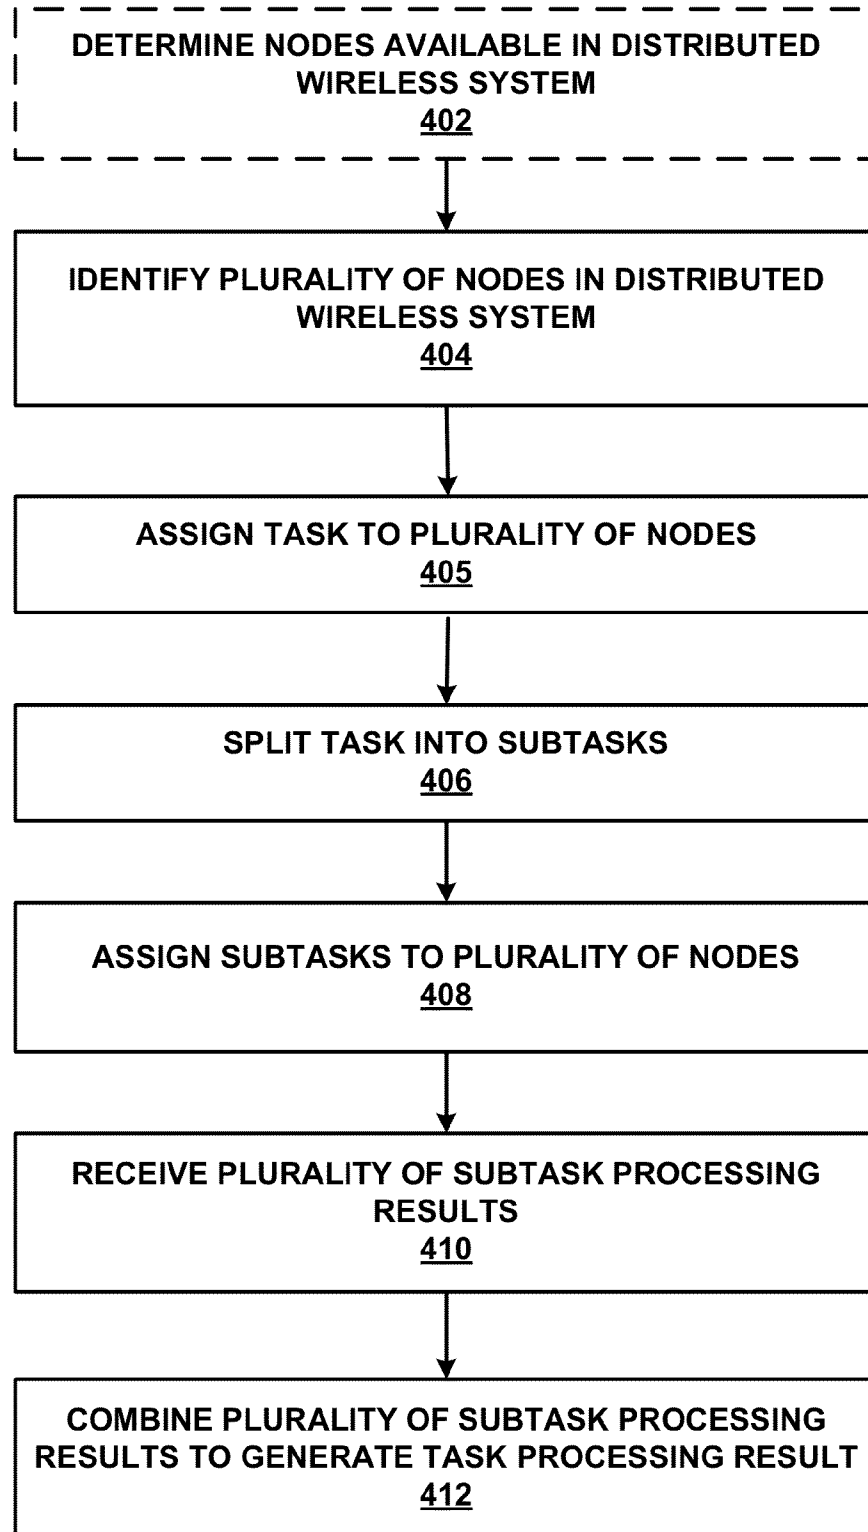 DETERMINE NODES AVAILABLE IN DISTRIBUTED
WIRELESS SYSTEM
402
IDENTIFY PLURALITY OF NODES IN DISTRIBUTED
WIRELESS SYSTEM
404
ASSIGN TASK TO PLURALITY OF NODES
405
SPLIT TASK INTO SUBTASKS
406
ASSIGN SUBTASKS TO PLURALITY OF NODES
408
RECEIVE PLURALITY OF SUBTASK PROCESSING
RESULTS
410
COMBINE PLURALITY OF SUBTASK PROCESSING
RESULTS TO GENERATE TASK PROCESSING RESULT
412